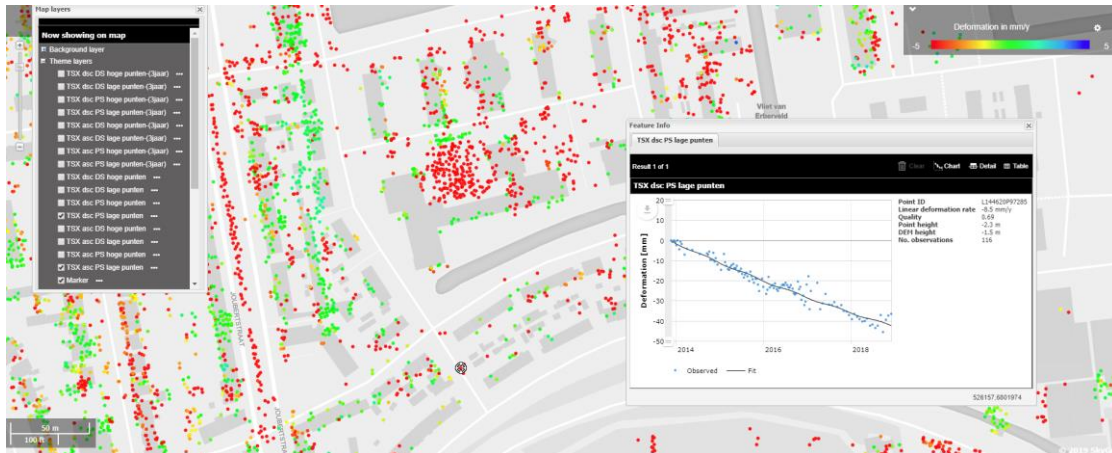 Map layers
Now showing on map
Background layer
Theme layers
TSX dsc DS hoge punten-(3jaar) •••
TSX dsc DS lage punten-(3jaar) •••
TSX dsc PS hoge punten-(3jaar) •••
TSX dsc PS lage punten-(3jaar) •••
TSX asc DS hoge punten-(3jaar) •••
TSX asc DS lage punten-(3jaar) •••
TSX asc PS hoge punten-(3jaar) •••
TSX asc PS lage punten-(3jaar) •••
TSX dsc DS hoge punten •••
TSX dsc DS lage punten •••
TSX dsc PS hoge punten •••
TSX dsc PS lage punten •••
TSX asc DS hoge punten •••
TSX asc DS lage punten •••
TSX asc PS hoge punten •••
TSX asc PS lage punten •••
Marker •••
50 m
100 ft
JOUBERTSTRAAT
JOUBERTSTRAAT
Vliet van
Deformation in mm/y
-5
5
Feature Info
TSX dsc PS lage punten
Result 1 of 1
Clear
Chart
Detail
Table
TSX dsc PS lage punten
Deformation [mm]
20
10
0
-10
-20
-30
-40
-50
2014
2016
2018
Observed
Fit
Point ID L144620P97285
Linear deformation rate -8.5 mm/y
Quality 0.69
Point height -2.3 m
DEM height -1.5 m
No. observations 116
528157,6801974